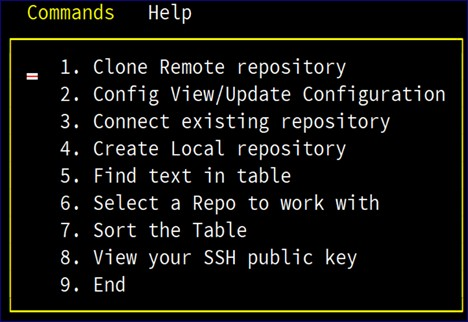 Commands Help
1. Clone Remote repository
2. Config View/Update Configuration
3. Connect existing repository
4. Create Local repository
5. Find text in table
6. Select a Repo to work with
7. Sort the Table
8. View your SSH public key
9. End